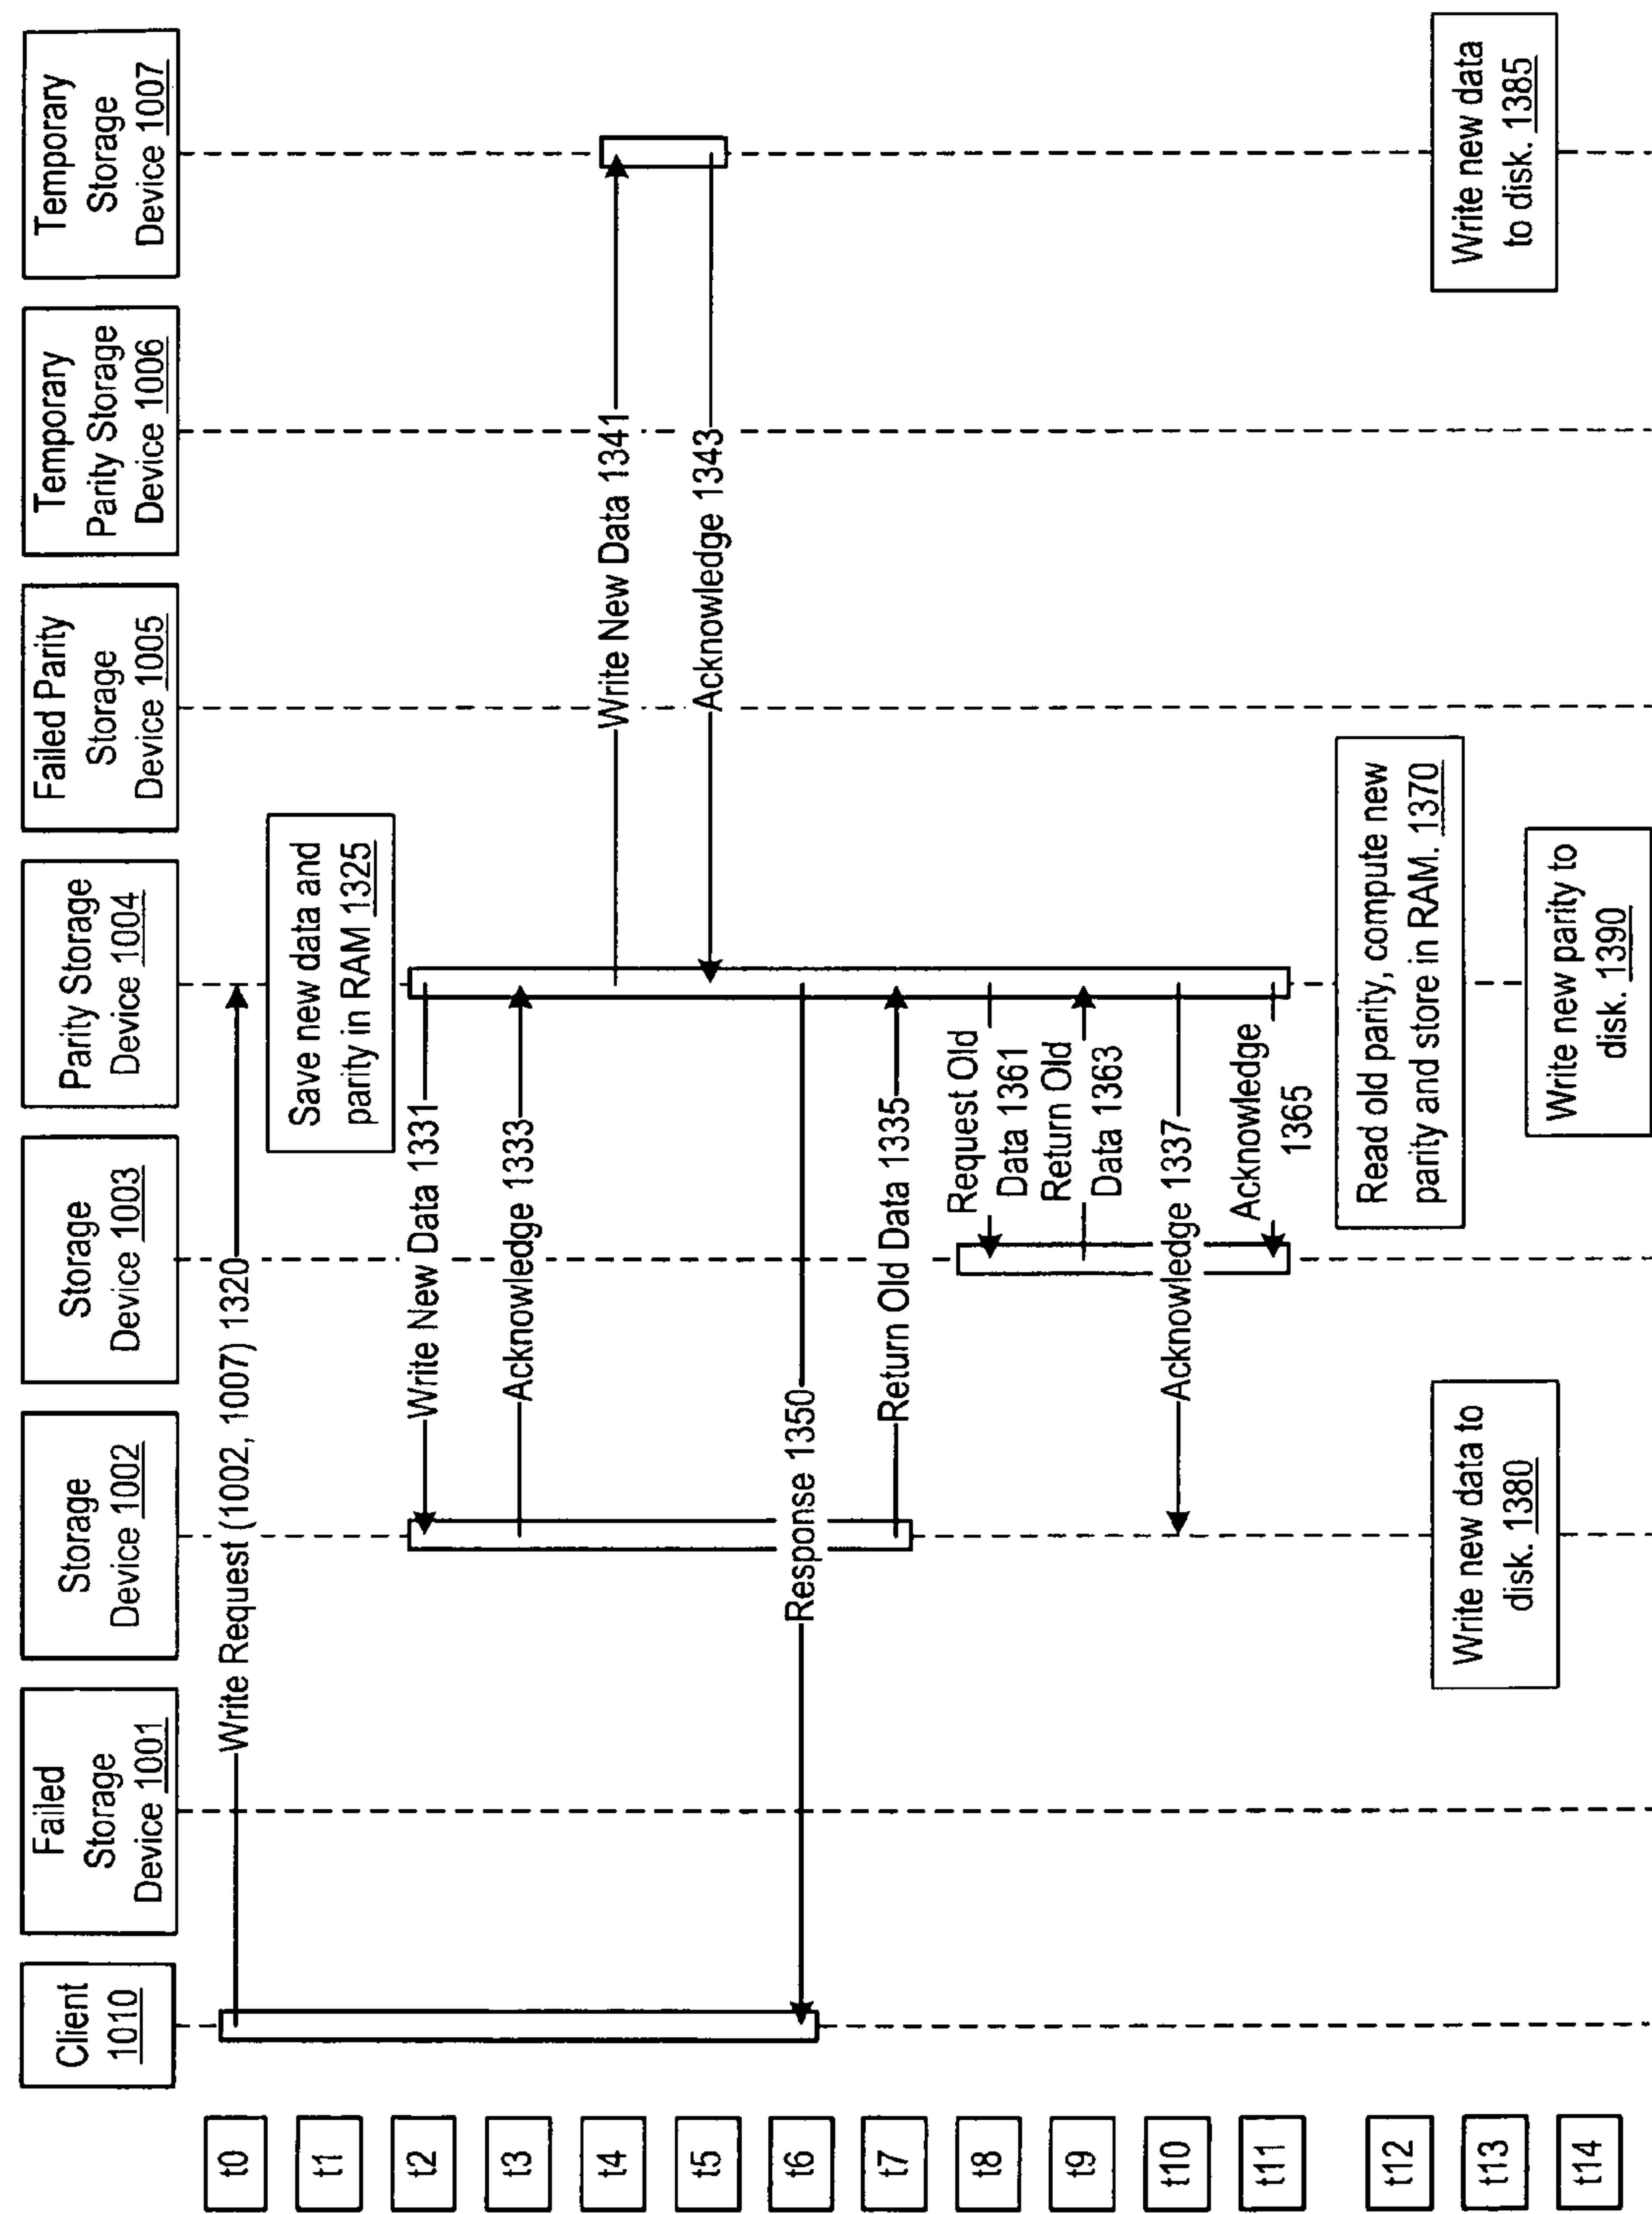 Client
1010
Failed
Storage
Device 1001
Storage
Device 1002
Storage
Device 1003
Parity Storage
Device 1004
Failed Parity
Storage
Device 1005
Temporary
Parity Storage
Device 1006
Temporary
Storage
Device 1007
t0
Write Request (1002, 1007) 1320
t1
Save new data and
parity in RAM 1325
t2
Write New Data 1331
t3
Acknowledge 1333
t4
Write New Data 1341
t5
Acknowledge 1343
t6
Response 1350
t7
Return Old Data 1335
t8
Request Old
Data 1361
t9
Return Old
Data 1363
t10
Acknowledge 1337
t11
Acknowledge
1365
t12
Read old parity, compute new
parity and store in RAM. 1370
t13
Write new data to
disk. 1380
Write new data
to disk. 1385
t14
Write new parity to
disk. 1390